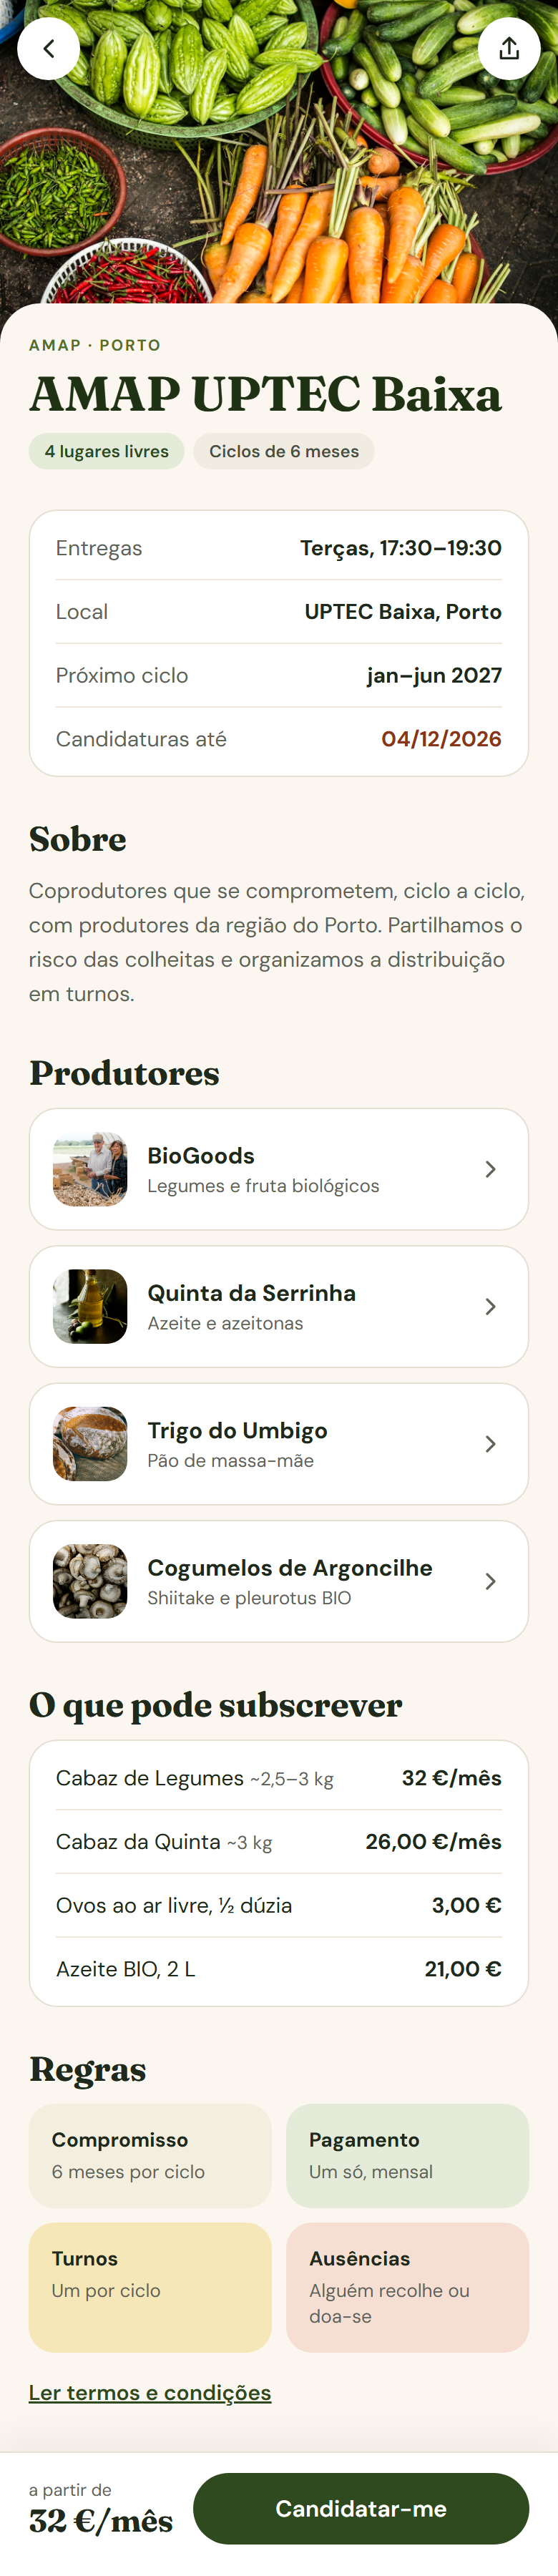 AMAP · PORTO
AMAP UPTEC Baixa
4 lugares livres
Ciclos de 6 meses
Entregas
Terças, 17:30–19:30
Local
UPTEC Baixa, Porto
Próximo ciclo
jan–jun 2027
Candidaturas até
04/12/2026
Sobre
Coprodutores que se comprometem, ciclo a ciclo,
com produtores da região do Porto. Partilhamos o
risco das colheitas e organizamos a distribuição
em turnos.
Produtores
BioGoods
Legumes e fruta biológicos
Quinta da Serrinha
Azeite e azeitonas
Trigo do Umbigo
Pão de massa-mãe
Cogumelos de Argoncilhe
Shiitake e pleurotus BIO
O que pode subscrever
Cabaz de Legumes ~2,5–3 kg
32 €/mês
Cabaz da Quinta ~3 kg
26,00 €/mês
Ovos ao ar livre, ½ dúzia
3,00 €
Azeite BIO, 2 L
21,00 €
Regras
Compromisso
6 meses por ciclo
Pagamento
Um só, mensal
Turnos
Um por ciclo
Ausências
Alguém recolhe ou
doa-se
Ler termos e condições
a partir de
32 €/mês
Candidatar-me